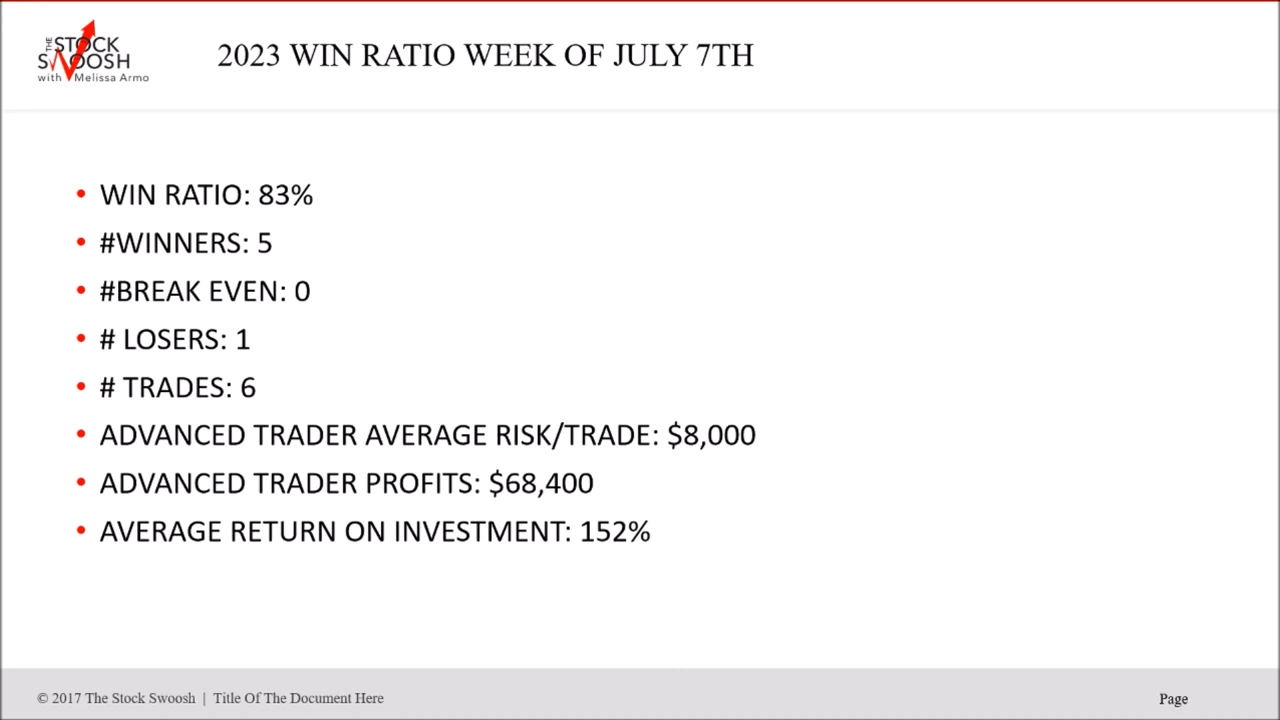 THE STOCK
SWOOSH
with Melissa Armo
2023 WIN RATIO WEEK OF JULY 7TH
• WIN RATIO: 83%
• #WINNERS: 5
• #BREAK EVEN: 0
• # LOSERS: 1
• # TRADES: 6
• ADVANCED TRADER AVERAGE RISK/TRADE: $8,000
• ADVANCED TRADER PROFITS: $68,400
• AVERAGE RETURN ON INVESTMENT: 152%
© 2017 The Stock Swoosh | Title Of The Document Here
Page